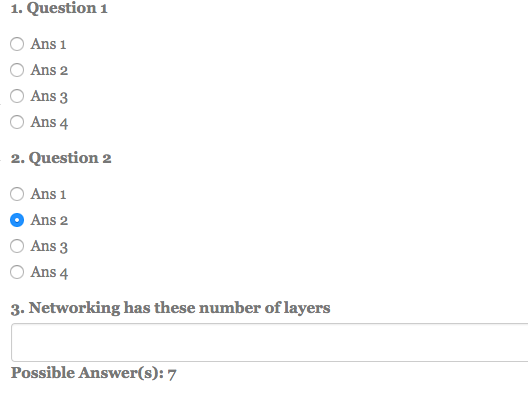 1. Question 1
Ans 1
Ans 2
Ans 3
Ans 4
2. Question 2
Ans 1
Ans 2
Ans 3
Ans 4
3. Networking has these number of layers
Possible Answer(s): 7